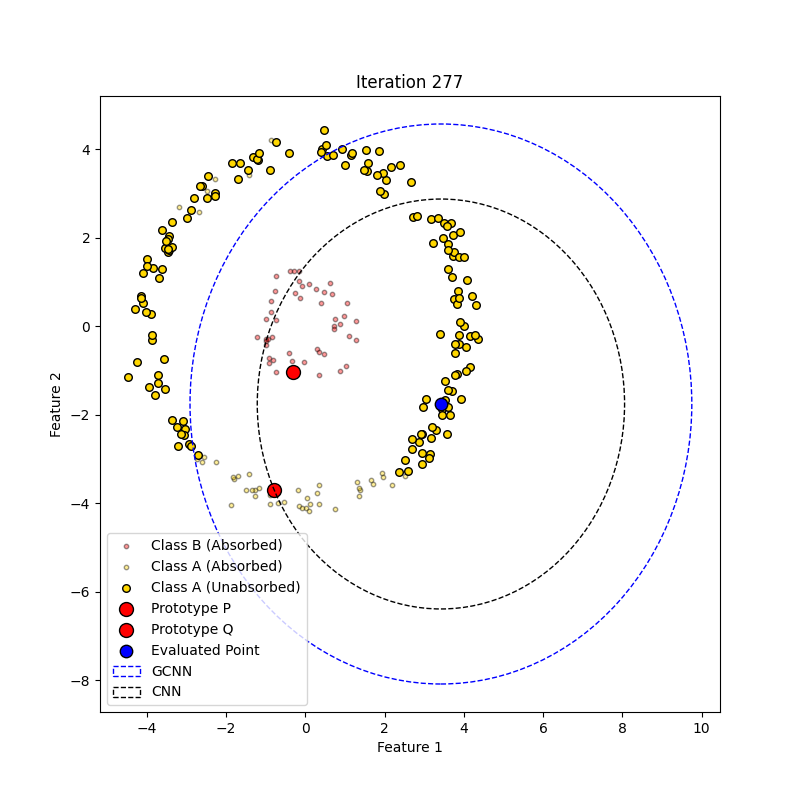 Iteration 277
Feature 2
4
2
0
−2
−4
−6
−8
Class B (Absorbed)
Class A (Absorbed)
Class A (Unabsorbed)
Prototype P
Prototype Q
Evaluated Point
GCNN
CNN
−4 −2 0 2 4 6 8 10
Feature 1